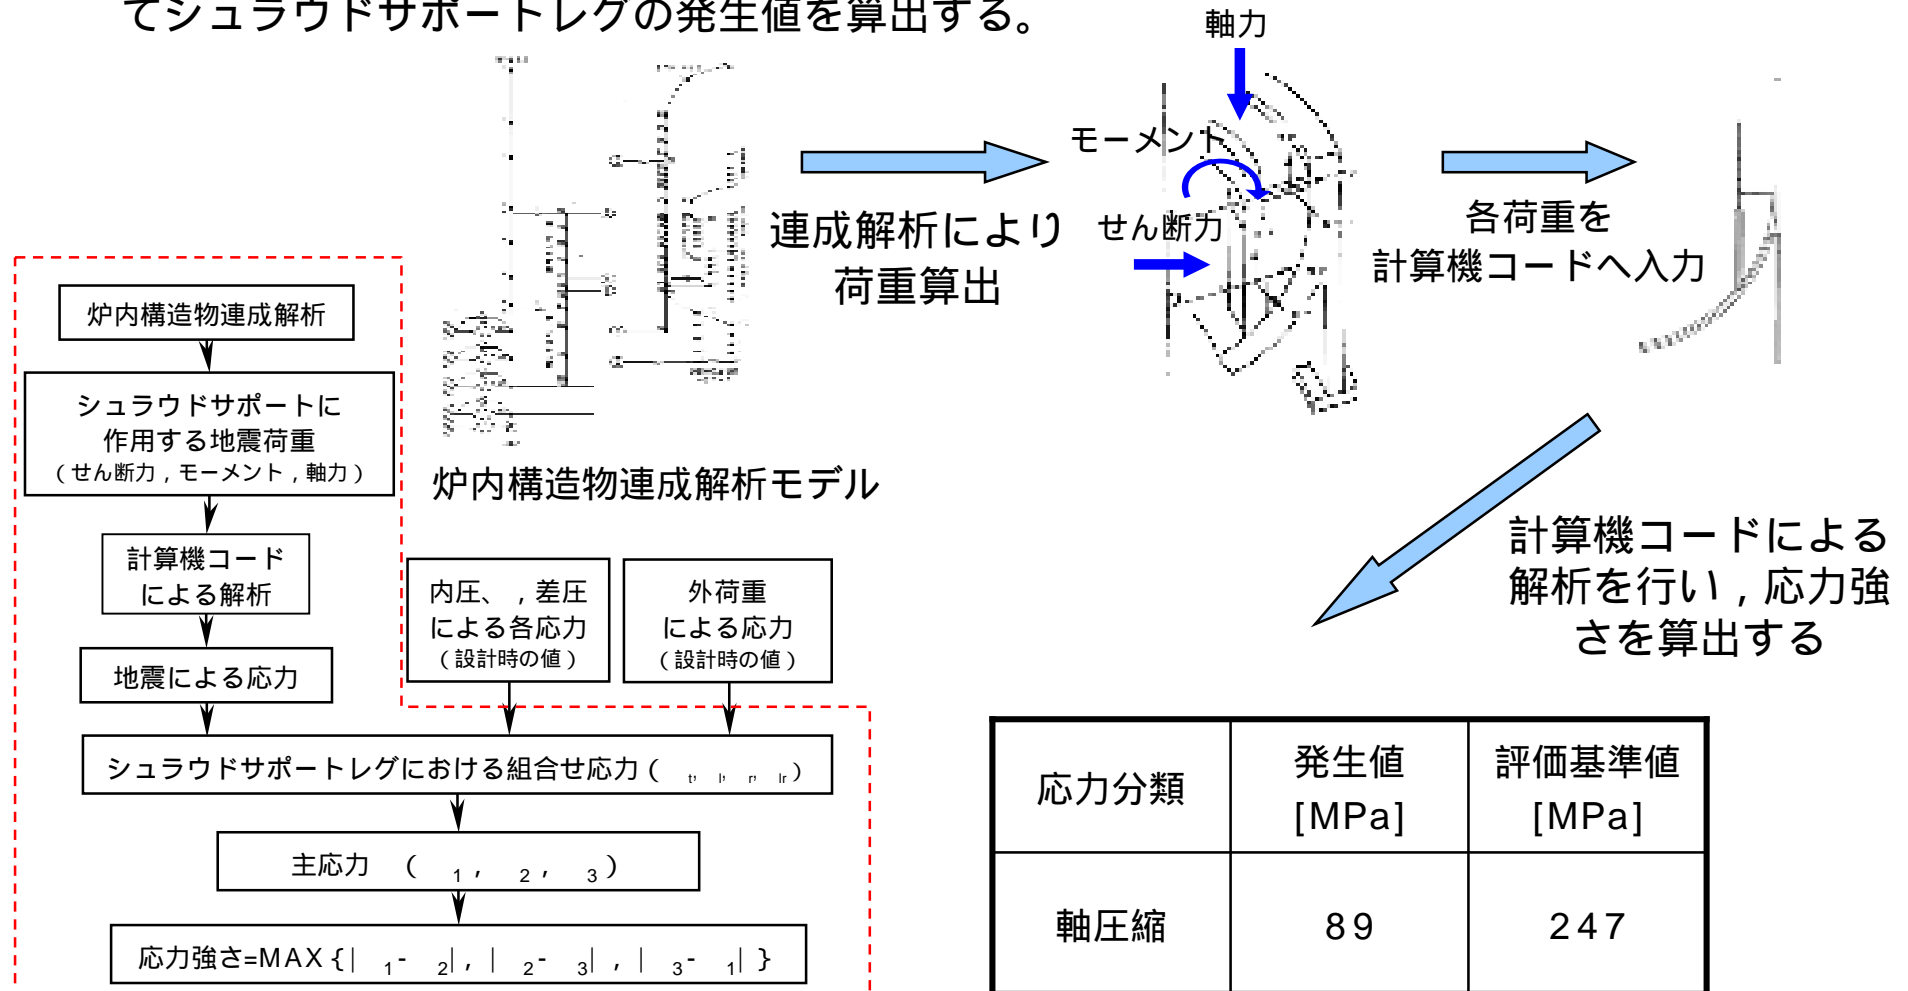 てシュラウドサポートレグの発生値を算出する。
軸力
モーメント
せん断力
連成解析により
荷重算出
各荷重を
計算機コードへ入力
炉内構造物連成解析モデル
計算機コードによる
解析を行い，応力強
さを算出する
炉内構造物連成解析
シュラウドサポートに
作用する地震荷重
（せん断力，モーメント，軸力）
計算機コード
による解析
地震による応力
内圧、，差圧
による各応力
（設計時の値）
外荷重
による応力
（設計時の値）
シュラウドサポートレグにおける組合せ応力（ t, l, r, lr）
主応力 （ 1， 2， 3）
応力強さ=MAX{| 1- 2|，| 2- 3|，| 3- 1|}
応力分類 発生値 [MPa] 評価基準値 [MPa]
軸圧縮 89 247